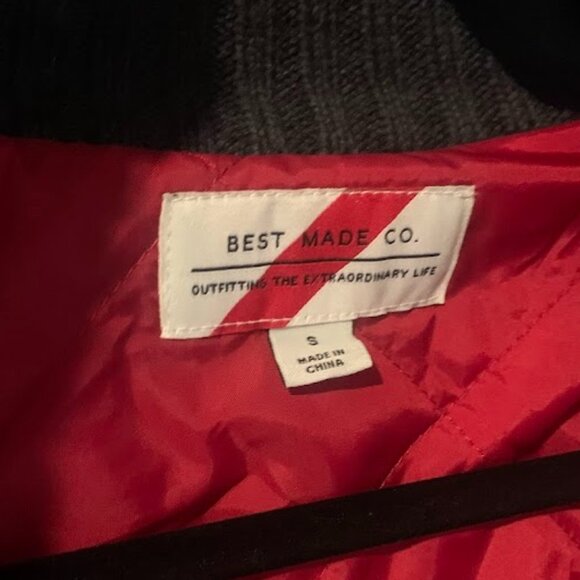 BEST MADE CO.
OUTFITTING THE EXTRAORDINARY LIFE
S
MADE IN
CHINA